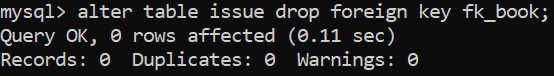 mysql> alter table issue drop foreign key fk_book;
Query OK, 0 rows affected (0.11 sec)
Records: 0  Duplicates: 0  Warnings: 0